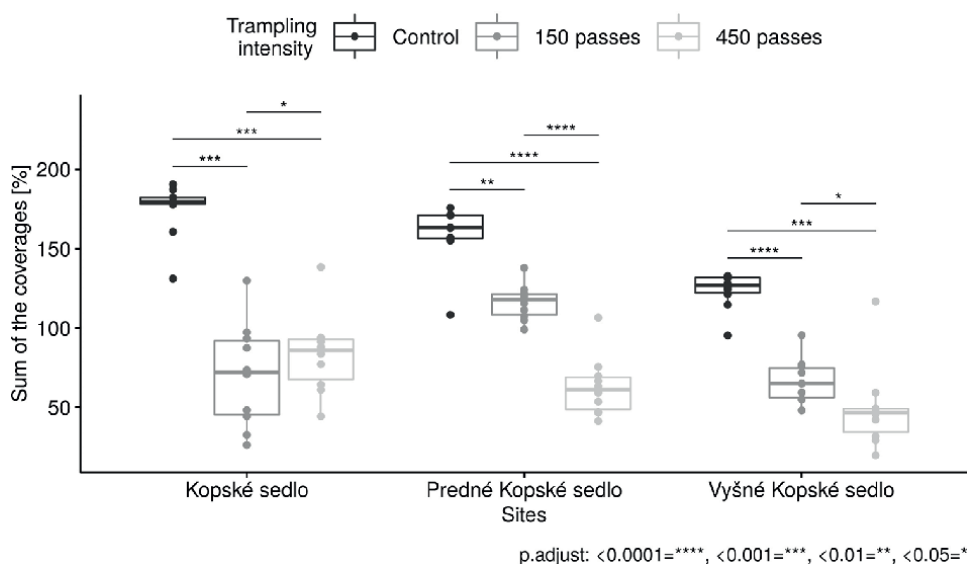 Trampling
intensity
Control
150 passes
450 passes
Sum of the coverages [%]
200
150
100
50
*
***
***
****
****
**
*
***
****
Kopské sedlo
Predné Kopské sedlo
Vyšné Kopské sedlo
Sites
p.adjust: <0.0001=****, <0.001=***, <0.01=**, <0.05=*